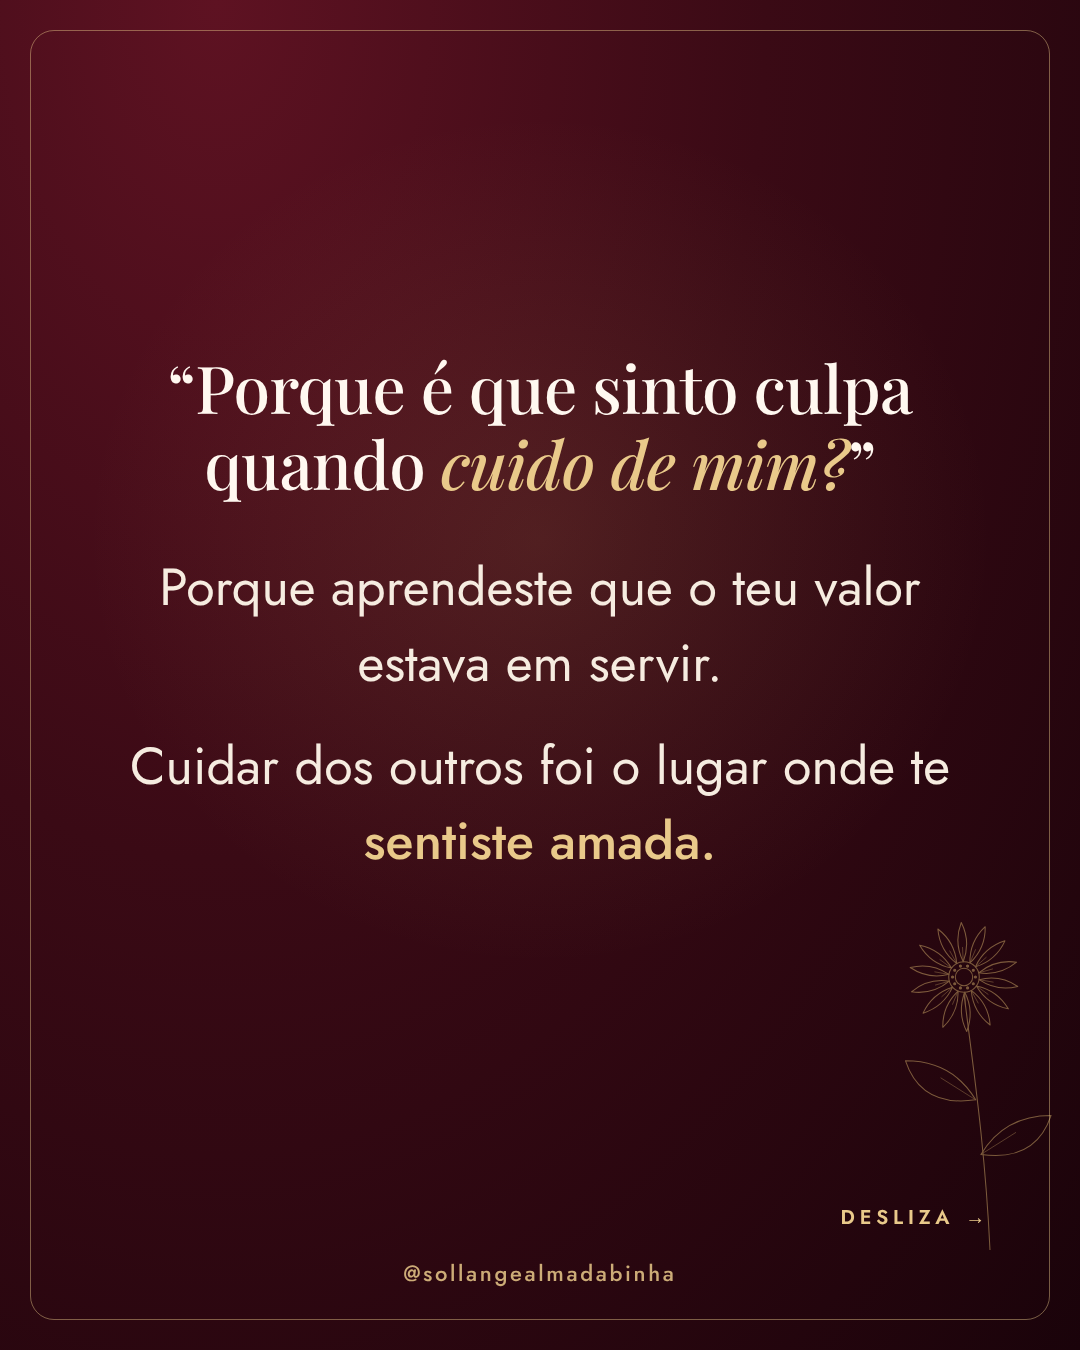 “Porque é que sinto culpa
quando cuido de mim?”
Porque aprendeste que o teu valor
estava em servir.
Cuidar dos outros foi o lugar onde te
sentiste amada.
DESLIZA →
@sollangealmadabinha